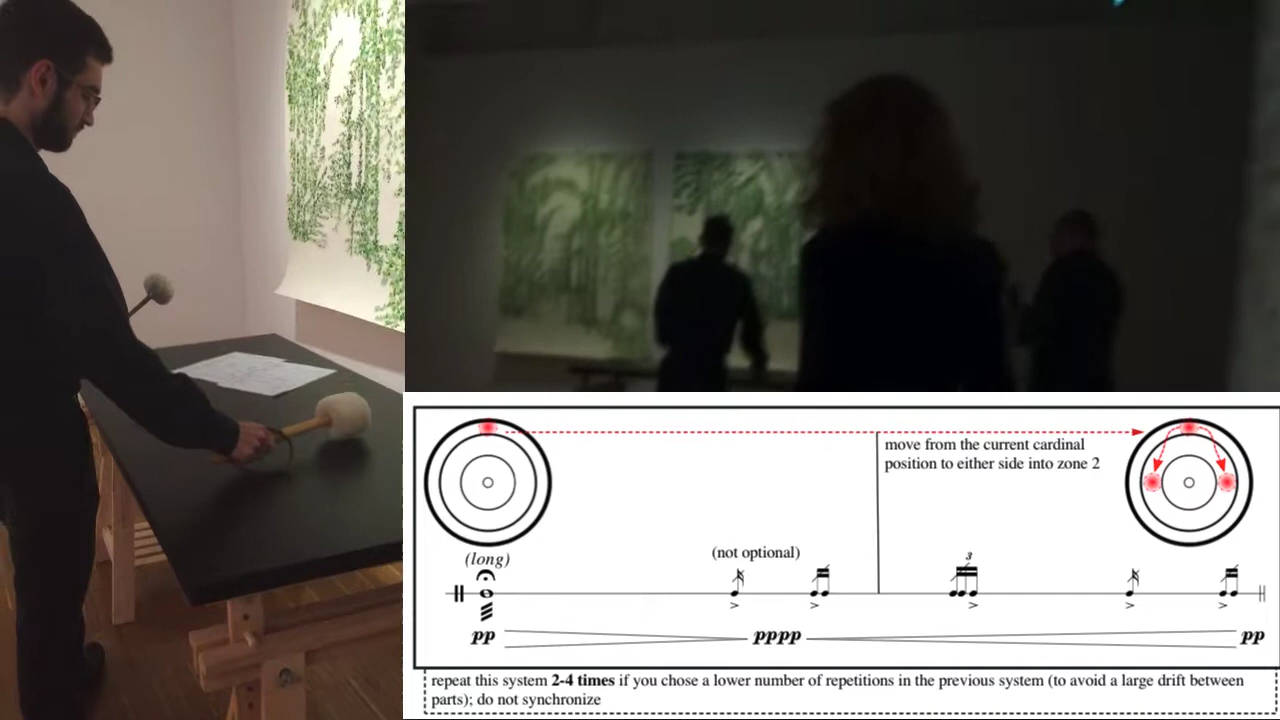 move from the current cardinal
position to either side into zone 2
(long)
(not optional)
3
pp
pppp
pp
repeat this system 2-4 times if you chose a lower number of repetitions in the previous system (to avoid a large drift between
parts); do not synchronize